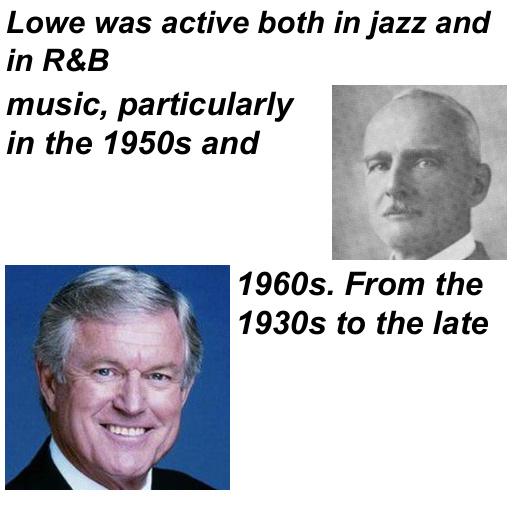 Lowe was active both in jazz and
in R&B
music, particularly
in the 1950s and
1960s. From the
1930s to the late